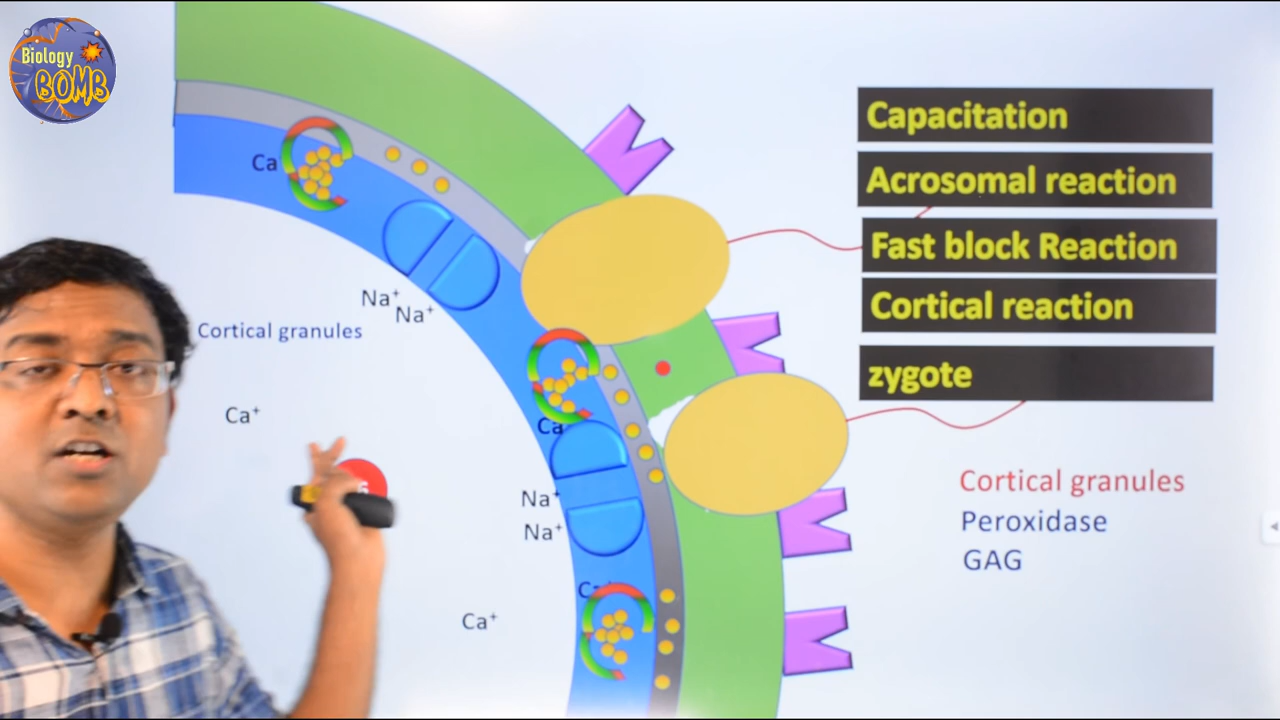 Biology
BOMB
Capacitation
Acrosomal reaction
Fast block Reaction
Cortical reaction
zygote
Ca
Na⁺
Na⁺
Cortical granules
Ca⁺
Ca
Na⁺
Na⁺
Ca⁺
Cortical granules
Peroxidase
GAG